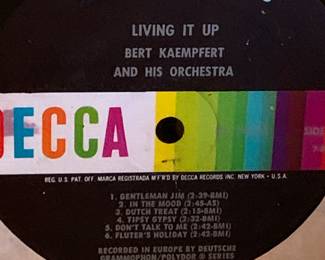 LIVING IT UP
BERT KAEMPFERT
AND HIS ORCHESTRA
DECCA
SIDE
REG. U.S. PAT. OFF. MARCA REGISTRADA M'F'R'D BY DECCA RECORDS INC. NEW YORK - U.S.A.
1. GENTLEMAN JIM (2:39-BMI)
2. IN THE MOOD (2:45-AS)
3. DUTCH TREAT (2:15-BMI)
4. TIPSY GYPSY (2:32-BMI)
5. DON'T TALK TO ME (2:42-BMI)
6. FLUTER'S HOLIDAY (2:42-BMI)
RECORDED IN EUROPE BY DEUTSCHE
GRAMMOPHON/POLYDOR ® SERIES